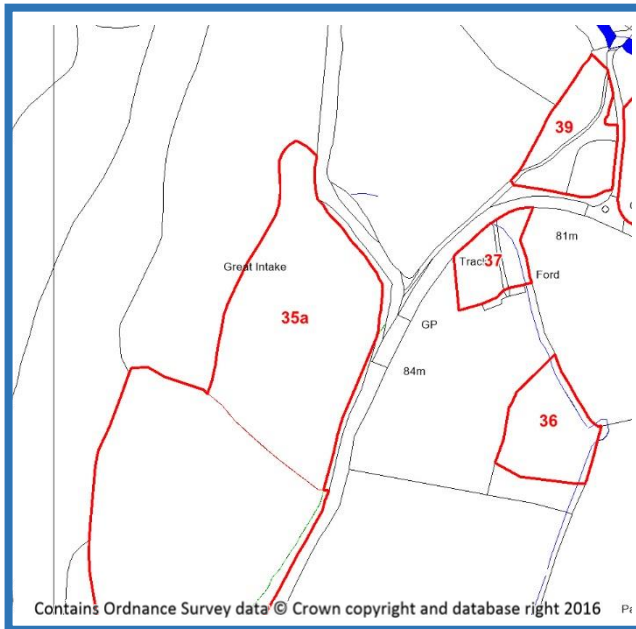 39
81m
Great Intake
37
Ford
35a
GP
84m
36
Contains Ordnance Survey data © Crown copyright and database right 2016